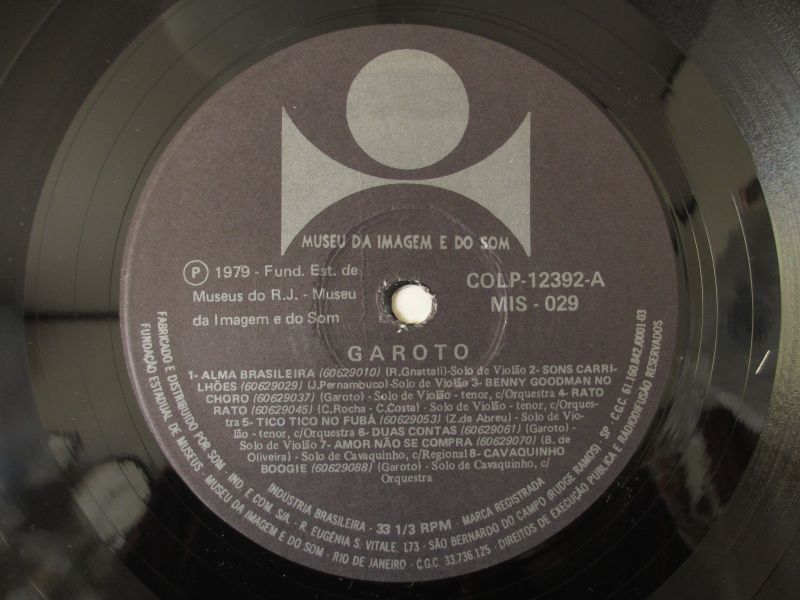 MUSEU DA IMAGEM E DO SOM
P 1979 - Fund. Est. de
Museus do R.J. - Museu
da Imagem e do Som
COLP-12392-A
MIS - 029
GAROTO
1- ALMA BRASILEIRA (60629010) (R.Gnattali)-Solo de Violão 2- SONS CARRI-
LHÕES (60629029) (J.Pernambuco)-Solo de Violão 3- BENNY GOODMAN NO
CHORO (60629037) (Garoto) - Solo de Violão - tenor, c/Orquestra 4- RATO
RATO (60629045) (C.Rocha - C.Costa) - Solo de Violão - tenor, c/Orques-
tra 5- TICO TICO NO FUBÁ (60629053) (Z.de Abreu) - Solo de Vio-
lão - tenor, c/Orquestra 6- DUAS CONTAS (60629061) (Garoto) -
Solo de Violão 7- AMOR NÃO SE COMPRA (60629070) (B. de
Oliveira) - Solo de Cavaquinho, c/Regional 8- CAVAQUINHO
BOOGIE (60629088) (Garoto) - Solo de Cavaquinho, c/
Orquestra
INDÚSTRIA BRASILEIRA - 33 1/3 RPM - MARCA REGISTRADA
FABRICADO E DISTRIBUIDO POR SOM - IND. E COM. S/A - R. EUGÊNIA S. VITALE, 173 - SÃO BERNARDO DO CAMPO (RUDGE RAMOS) - SP C.G.C. 61.160.842/0001-03
FUNDAÇÃO ESTADUAL DE MUSEUS - MUSEU DA IMAGEM E DO SOM - RIO DE JANEIRO - C.G.C. 33.736.125 - DIREITOS DE EXECUÇÃO PÚBLICA E RADIODIFUSÃO RESERVADOS